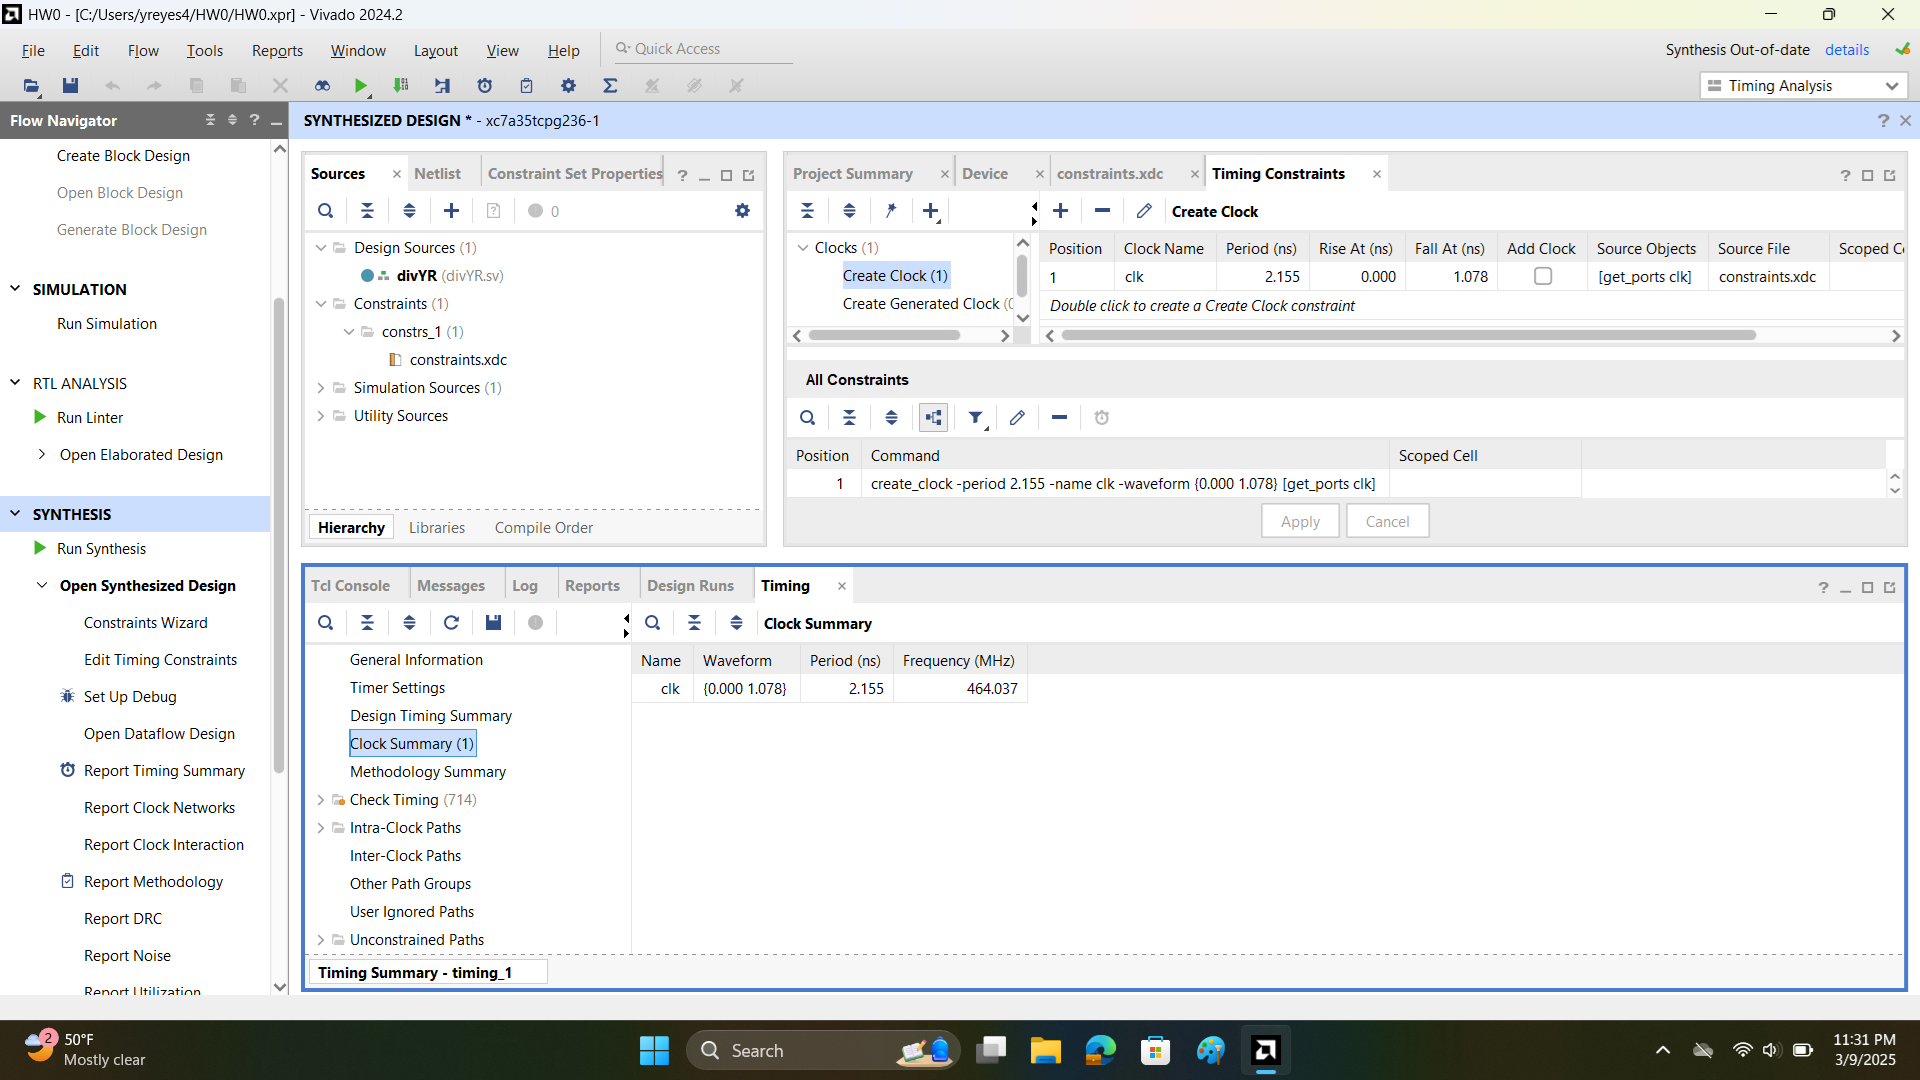 HW0 - [C:/Users/yreyes4/HW0/HW0.xpr] - Vivado 2024.2
File Edit Flow Tools Reports Window Layout View Help Quick Access
Synthesis Out-of-date details
Timing Analysis
Flow Navigator
Create Block Design
Open Block Design
Generate Block Design
SIMULATION
Run Simulation
RTL ANALYSIS
Run Linter
Open Elaborated Design
SYNTHESIS
Run Synthesis
Open Synthesized Design
Constraints Wizard
Edit Timing Constraints
Set Up Debug
Open Dataflow Design
Report Timing Summary
Report Clock Networks
Report Clock Interaction
Report Methodology
Report DRC
Report Noise
Report Utilization
SYNTHESIZED DESIGN * - xc7a35tcpg236-1
Sources Netlist Constraint Set Properties
0
Design Sources (1)
divYR (divYR.sv)
Constraints (1)
constrs_1 (1)
constraints.xdc
Simulation Sources (1)
Utility Sources
Hierarchy Libraries Compile Order
Project Summary Device constraints.xdc Timing Constraints
Create Clock
Clocks (1)
Create Clock (1)
Create Generated Clock (0
Position Clock Name Period (ns) Rise At (ns) Fall At (ns) Add Clock Source Objects Source File Scoped Ce
1 clk 2.155 0.000 1.078 [get_ports clk] constraints.xdc
Double click to create a Create Clock constraint
All Constraints
Position Command Scoped Cell
1 create_clock -period 2.155 -name clk -waveform {0.000 1.078} [get_ports clk]
Apply Cancel
Tcl Console Messages Log Reports Design Runs Timing
Clock Summary
General Information
Timer Settings
Design Timing Summary
Clock Summary (1)
Methodology Summary
Check Timing (714)
Intra-Clock Paths
Inter-Clock Paths
Other Path Groups
User Ignored Paths
Unconstrained Paths
Name Waveform Period (ns) Frequency (MHz)
clk {0.000 1.078} 2.155 464.037
Timing Summary - timing_1
2
50°F
Mostly clear
Search
11:31 PM
3/9/2025